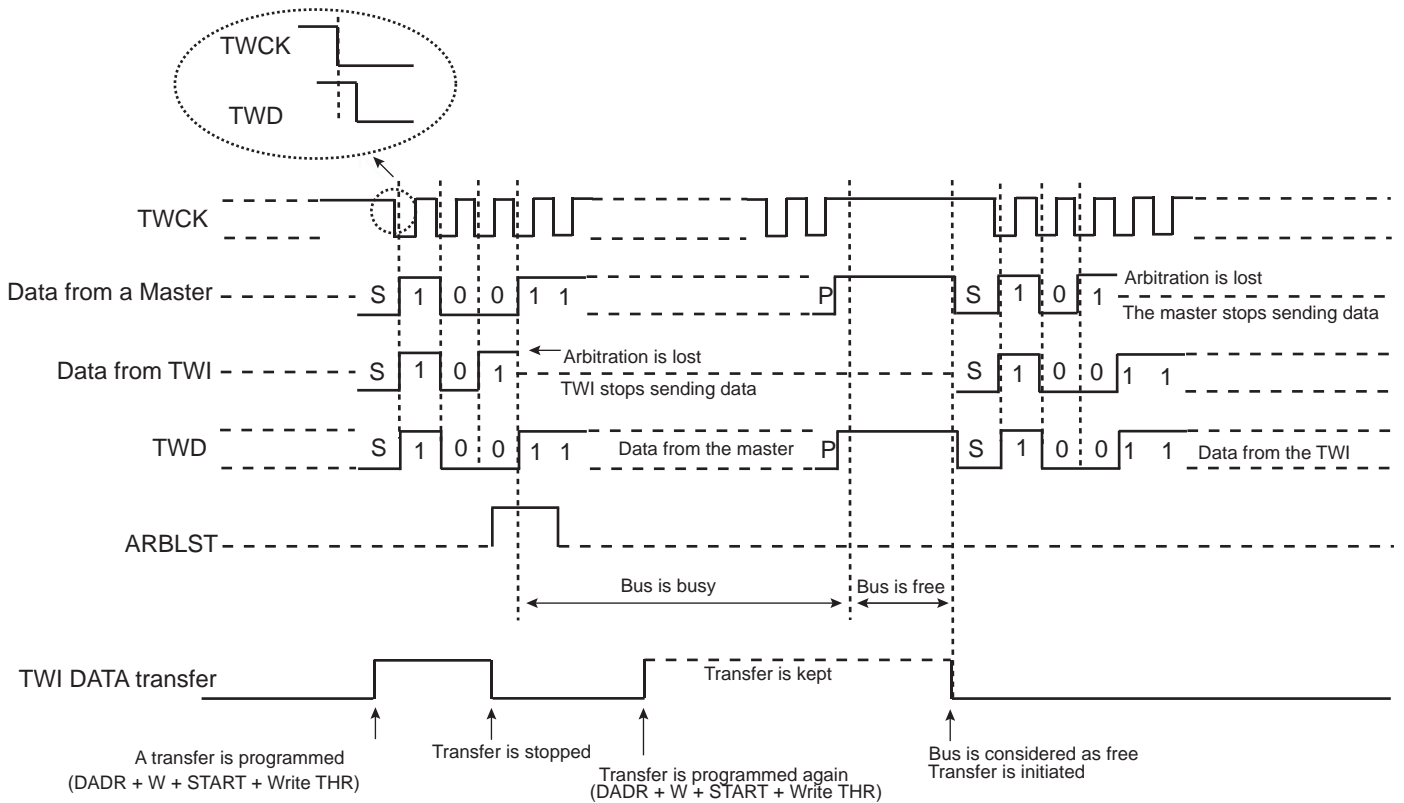 TWCK
TWD
TWCK
Data from a Master S 1 0 0 1 1 P S 1 0 1 Arbitration is lost
The master stops sending data
Data from TWI S 1 0 1 Arbitration is lost S 1 0 0 1 1
TWI stops sending data
TWD S 1 0 0 1 1 Data from the master P S 1 0 0 1 1 Data from the TWI
ARBLST
Bus is busy Bus is free
TWI DATA transfer Transfer is kept
A transfer is programmed
(DADR + W + START + Write THR)
Transfer is stopped
Transfer is programmed again
(DADR + W + START + Write THR)
Bus is considered as free
Transfer is initiated